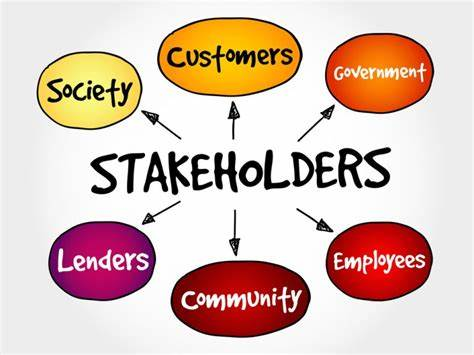 Customers
Society
Government
STAKEHOLDERS
Lenders
Community
Employees